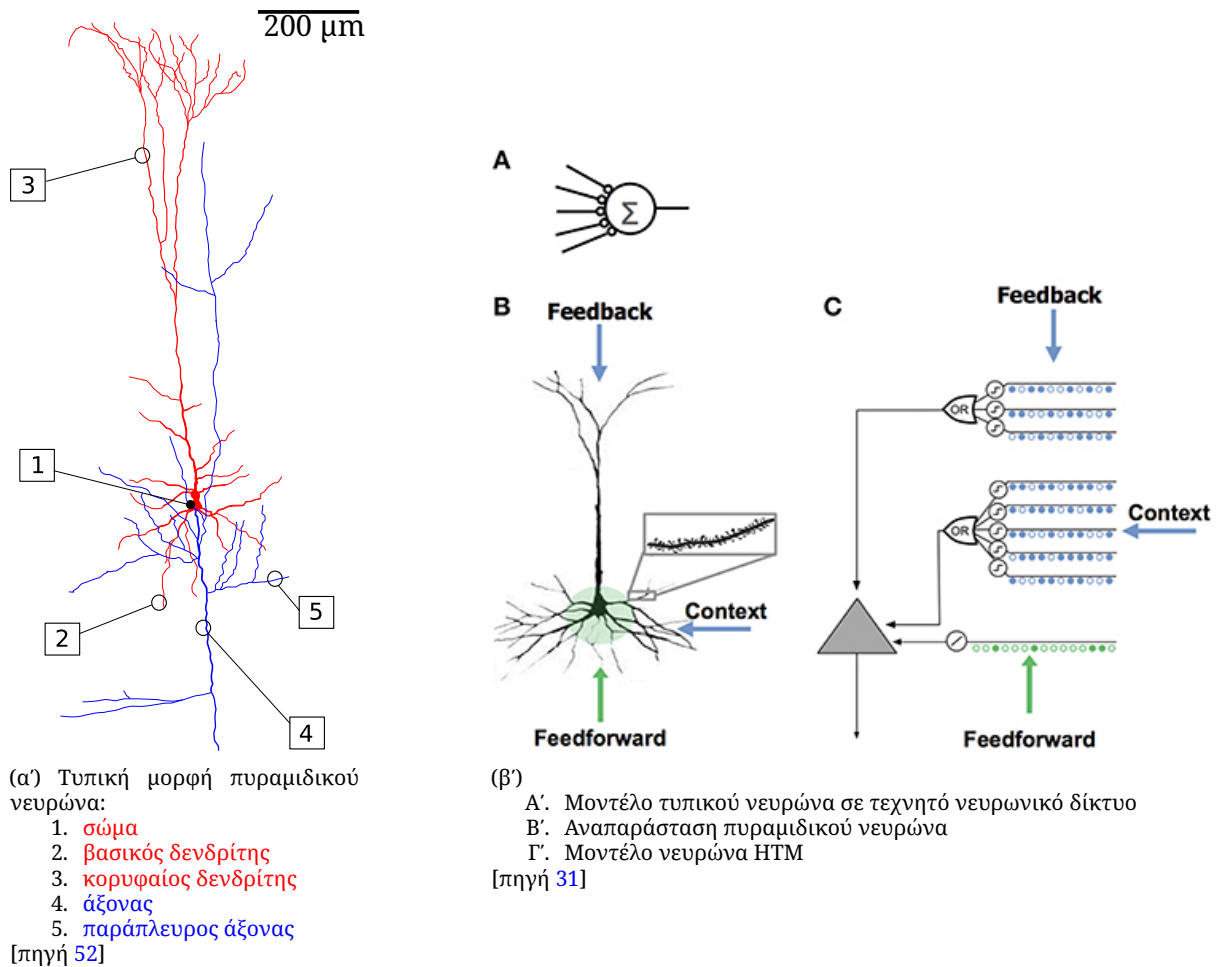 200 µm
3
1
2
5
4
(α′) Τυπική μορφή πυραμιδικού
νευρώνα:
1. σώμα
2. βασικός δενδρίτης
3. κορυφαίος δενδρίτης
4. άξονας
5. παράπλευρος άξονας
[πηγή 52]
A
Σ
B
Feedback
Context
Feedforward
C
Feedback
OR
OR
Context
Feedforward
(β′)
Α′. Μοντέλο τυπικού νευρώνα σε τεχνητό νευρωνικό δίκτυο
Β′. Αναπαράσταση πυραμιδικού νευρώνα
Γ′. Μοντέλο νευρώνα HTM
[πηγή 31]